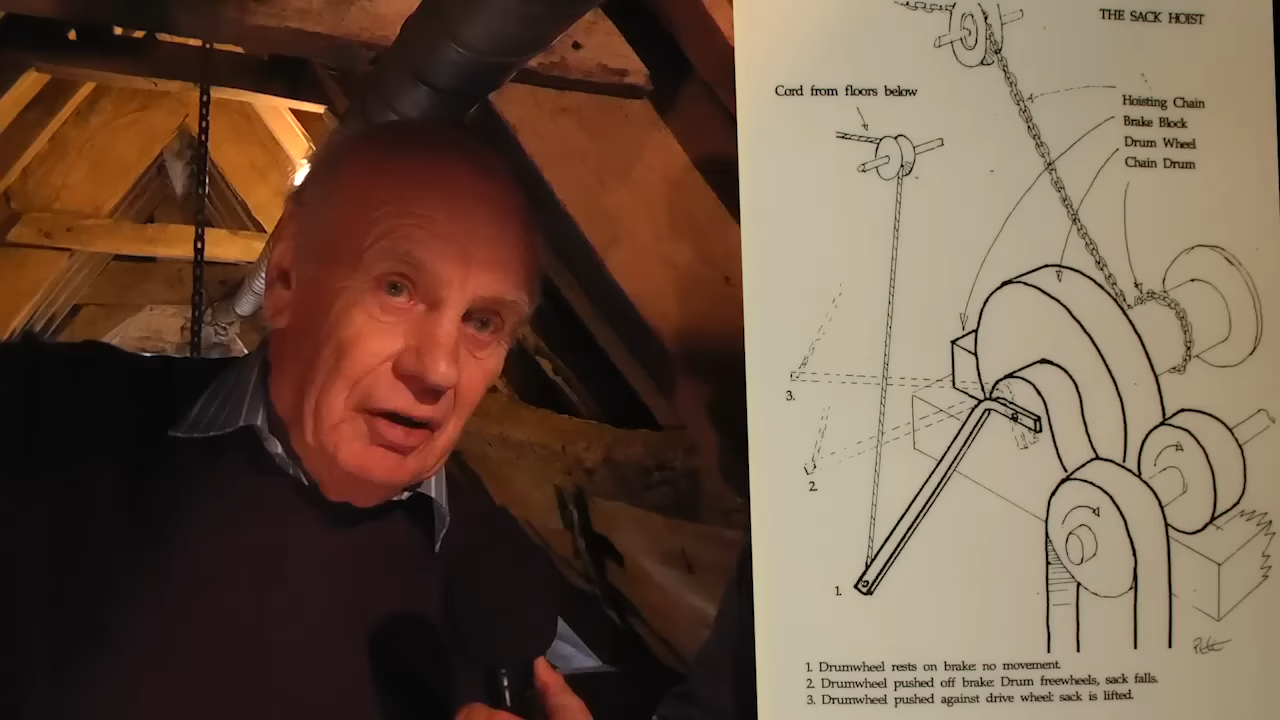 THE SACK HOIST
Cord from floors below
Hoisting Chain
Brake Block
Drum Wheel
Chain Drum
3.
2
1.
1. Drumwheel rests on brake: no movement.
2. Drumwheel pushed off brake: Drum freewheels, sack falls.
3. Drumwheel pushed against drive wheel: sack is lifted.